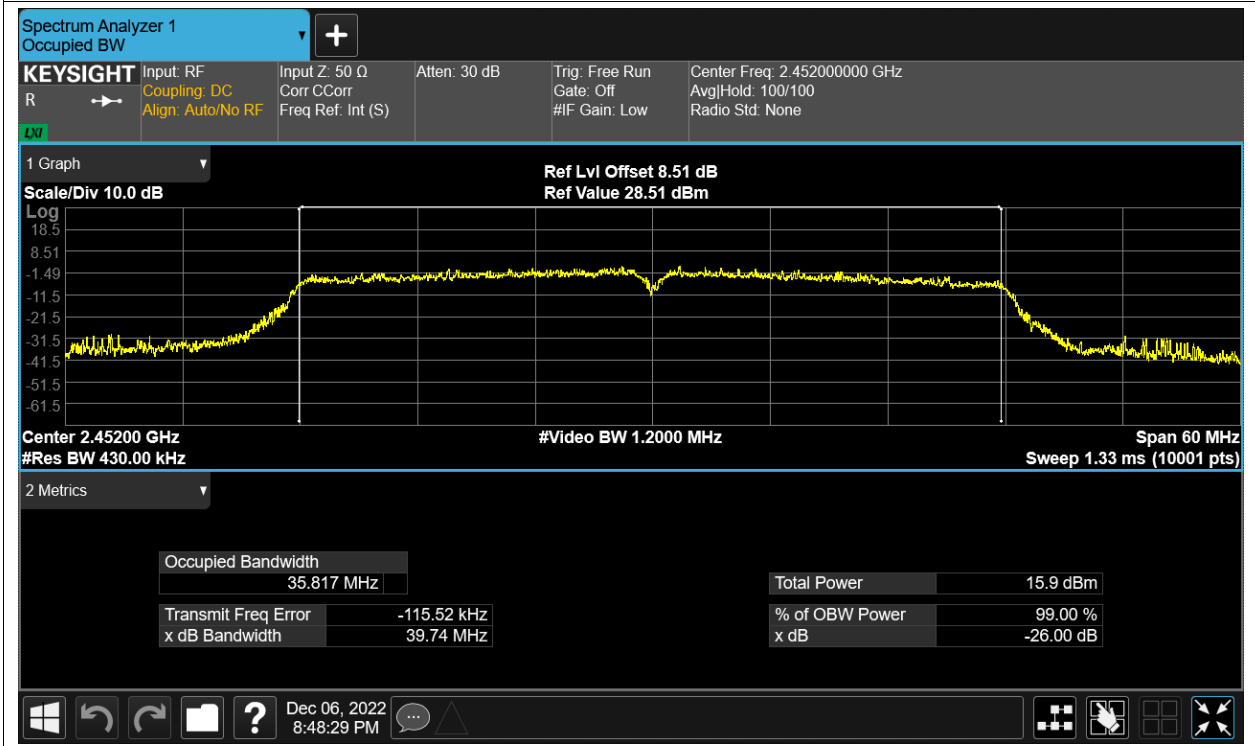 Spectrum Analyzer 1
Occupied BW
KEYSIGHT
R
LXI
Input: RF
Coupling: DC
Align: Auto/No RF
Input Z: 50 Ω
Corr CCorr
Freq Ref: Int (S)
Atten: 30 dB
Trig: Free Run
Gate: Off
#IF Gain: Low
Center Freq: 2.452000000 GHz
Avg|Hold: 100/100
Radio Std: None
1 Graph
Scale/Div 10.0 dB
Ref Lvl Offset 8.51 dB
Ref Value 28.51 dBm
Log
18.5
8.51
-1.49
-11.5
-21.5
-31.5
-41.5
-51.5
-61.5
Center 2.45200 GHz
#Video BW 1.2000 MHz
Span 60 MHz
#Res BW 430.00 kHz
Sweep 1.33 ms (10001 pts)
2 Metrics
Occupied Bandwidth
35.817 MHz
Total Power 15.9 dBm
Transmit Freq Error -115.52 kHz
% of OBW Power 99.00 %
x dB Bandwidth 39.74 MHz
x dB -26.00 dB
?
Dec 06, 2022
8:48:29 PM